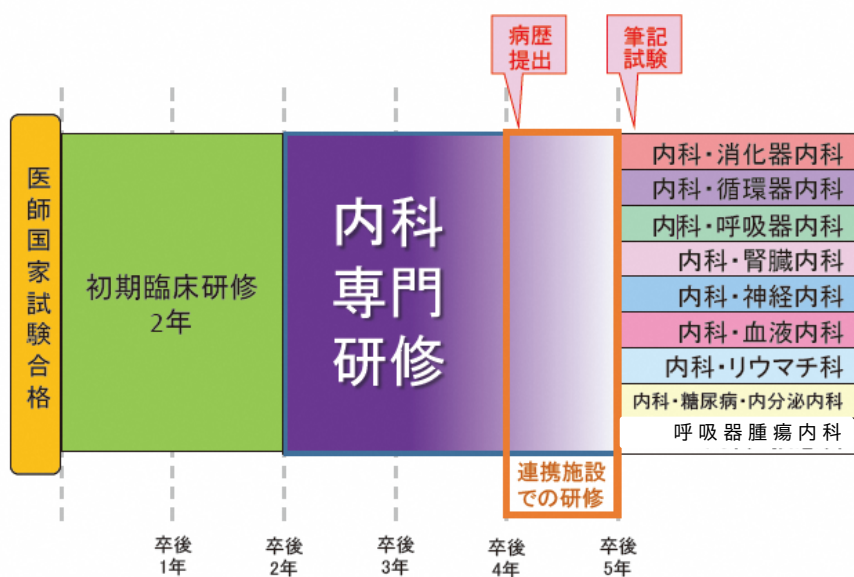 病歴
提出
筆記
試験
医師国家試験合格
初期臨床研修
2年
内科
専門
研修
内科・消化器内科
内科・循環器内科
内科・呼吸器内科
内科・腎臓内科
内科・神経内科
内科・血液内科
内科・リウマチ科
内科・糖尿病・内分泌内科
呼吸器腫瘍内科
連携施設
での研修
卒後
1年
卒後
2年
卒後
3年
卒後
4年
卒後
5年